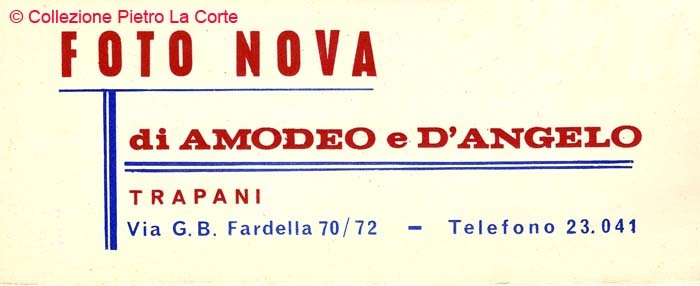 © Collezione Pietro La Corte
FOTO NOVA
di AMODEO e D'ANGELO
TRAPANI
Via G.B. Fardella 70/72 – Telefono 23.041